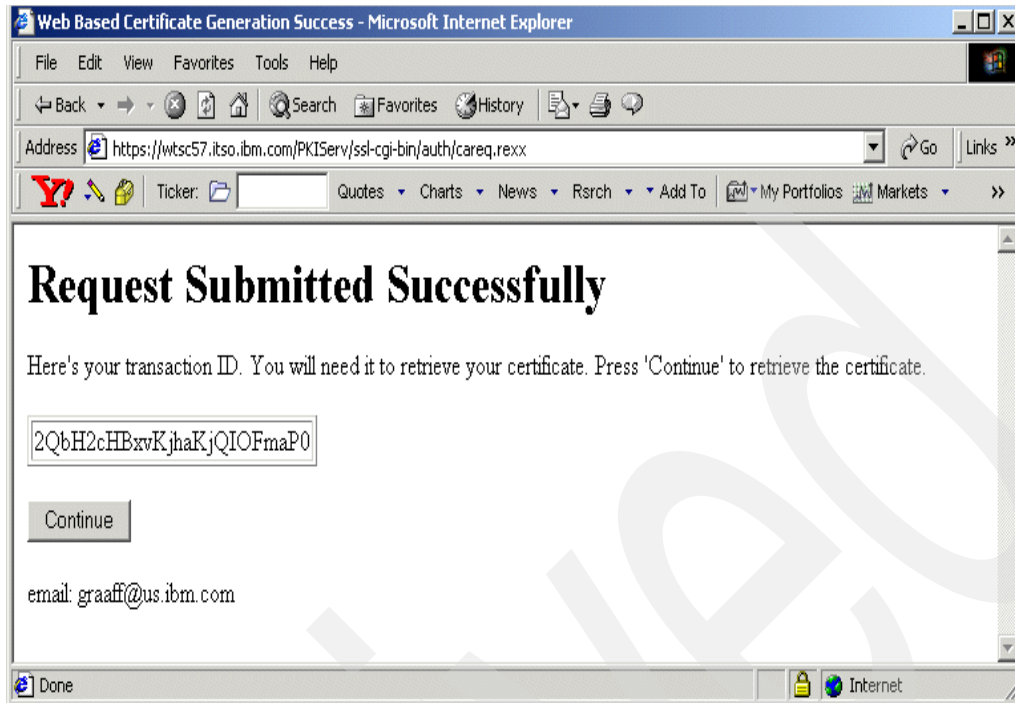 Web Based Certificate Generation Success - Microsoft Internet Explorer
File Edit View Favorites Tools Help
Back Search Favorites History
Address https://wtsc57.itso.ibm.com/PKIServ/ssl-cgi-bin/auth/careq.rexx Go Links »
Y! Ticker: Quotes Charts News Rsrch Add To My Portfolios Markets »
Request Submitted Successfully
Here's your transaction ID. You will need it to retrieve your certificate. Press 'Continue' to retrieve the certificate.
2QbH2cHBxvKjhaKjQIOFmaP0
Continue
email: graaff@us.ibm.com
Done Internet